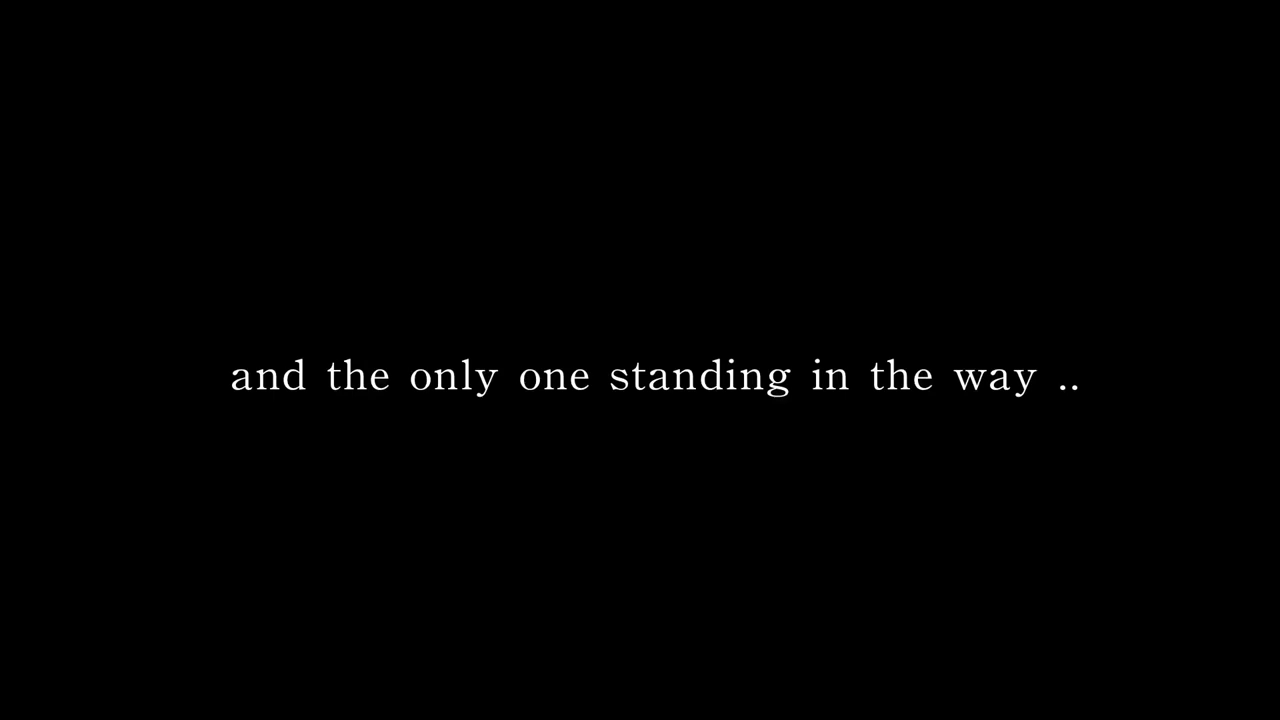 and the only one standing in the way ..